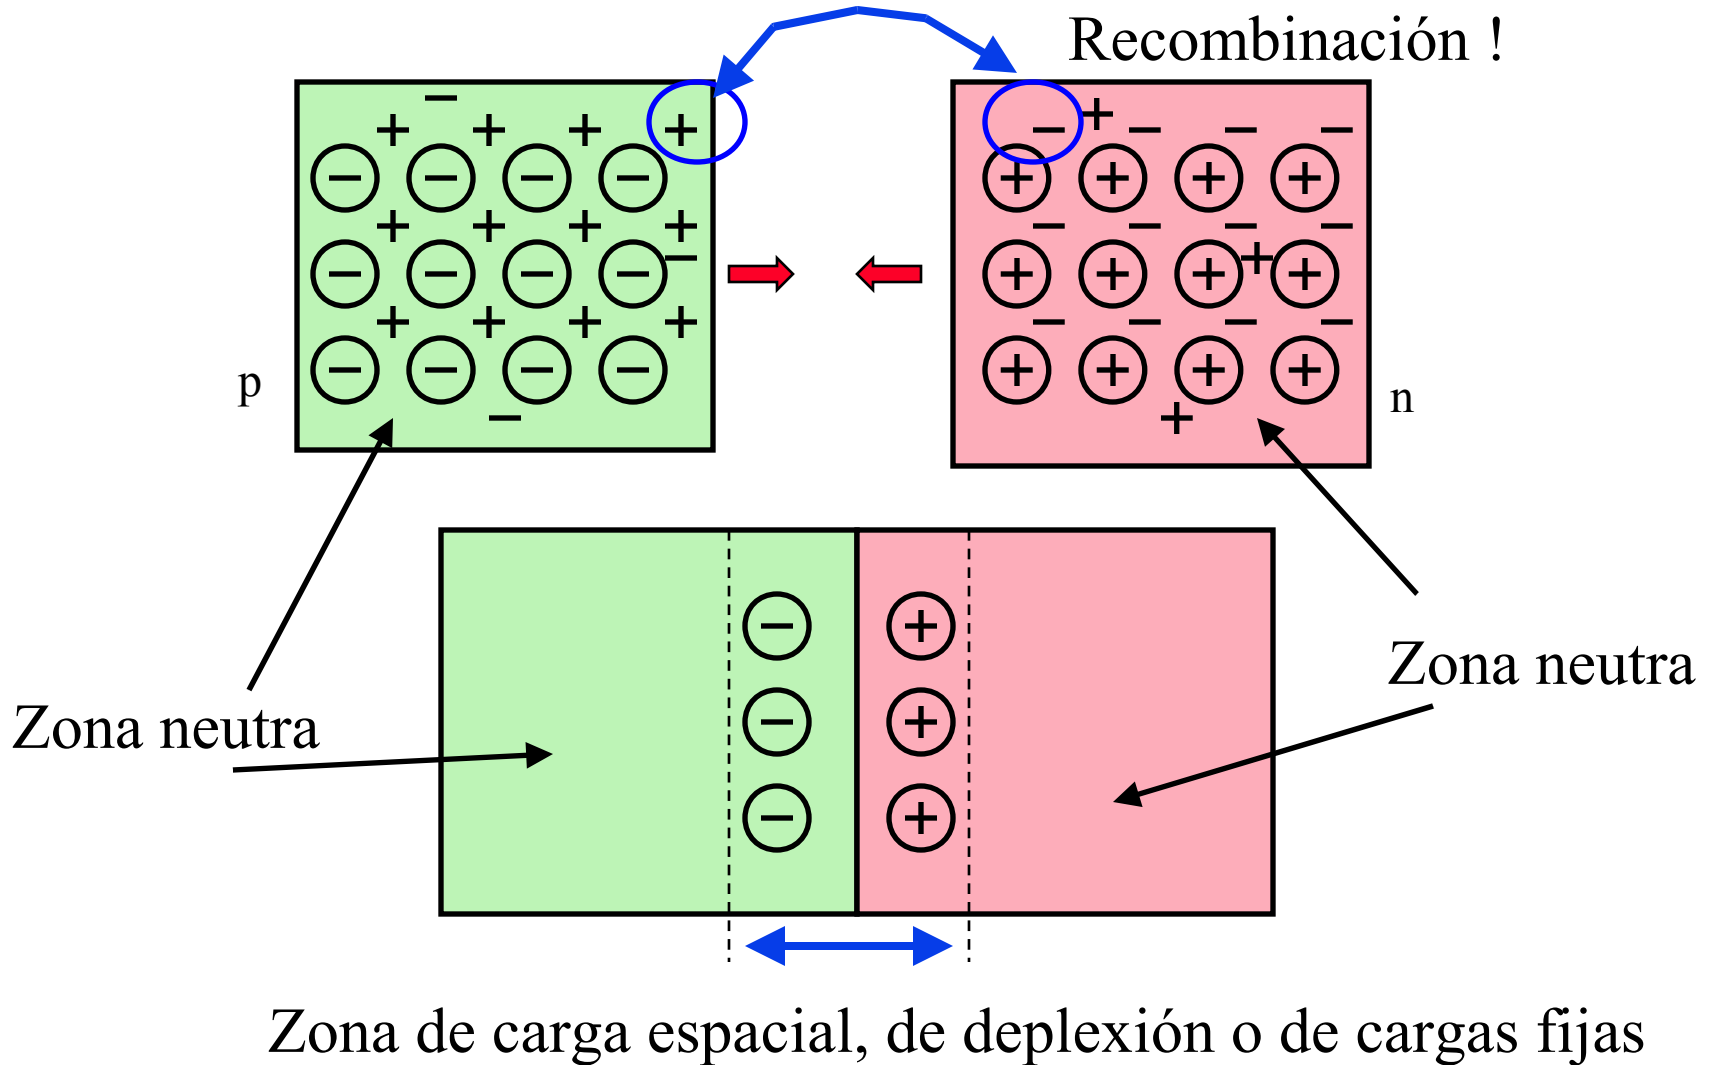 Recombinación !
p
n
Zona neutra
Zona neutra
Zona de carga espacial, de deplexión o de cargas fijas